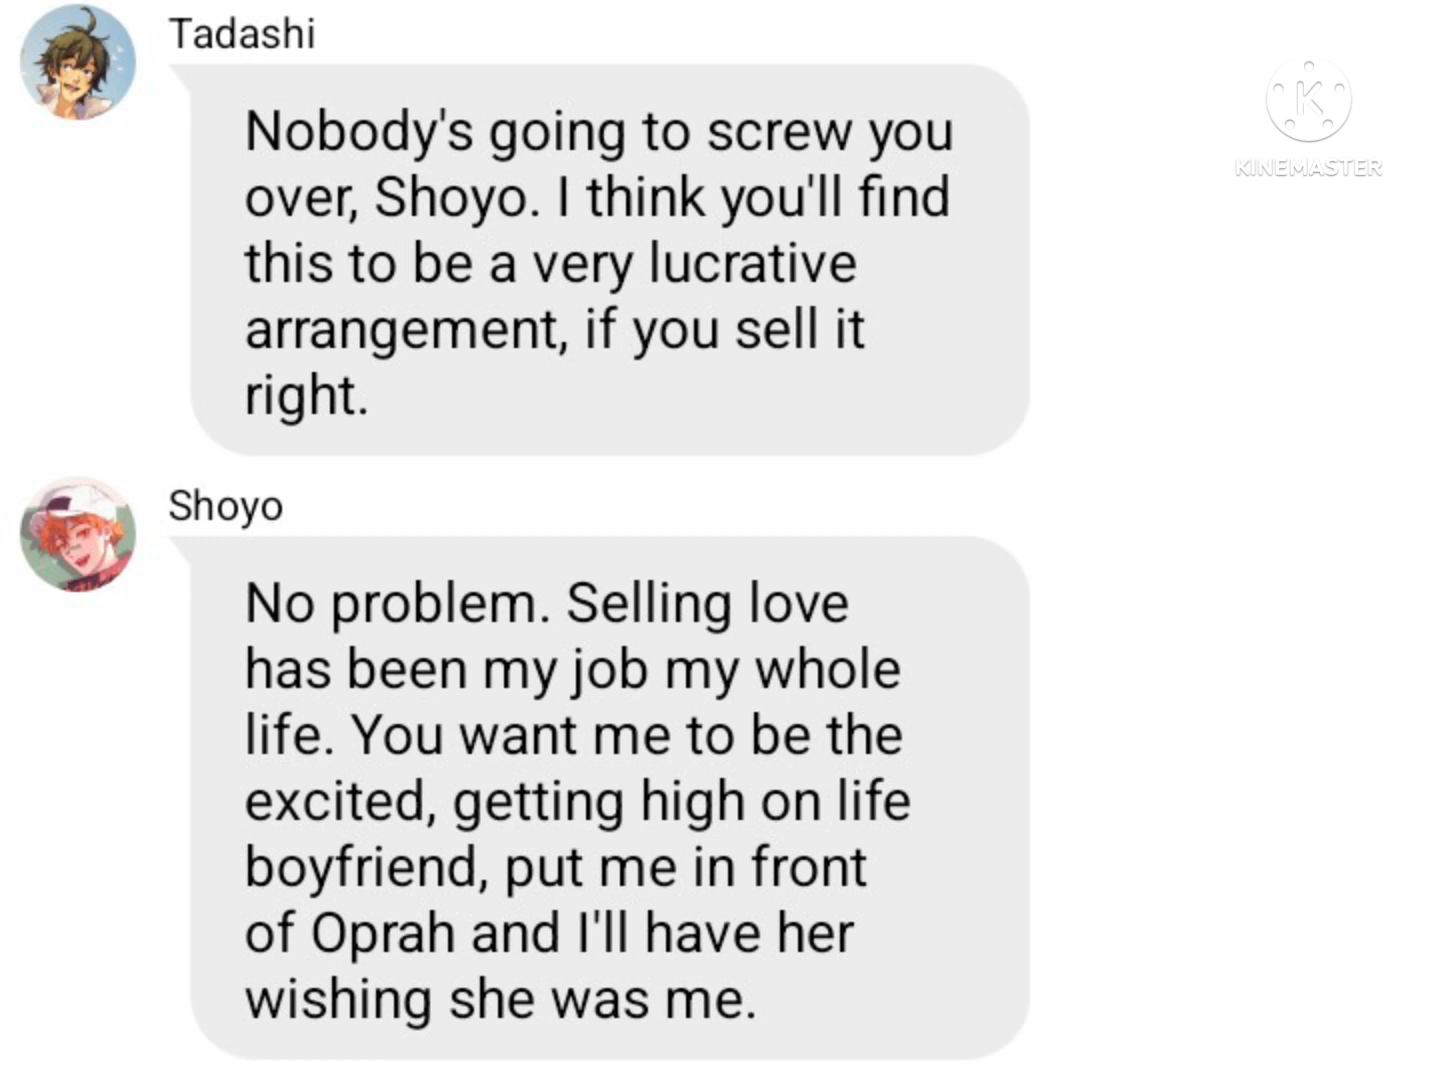 Tadashi
Nobody's going to screw you
over, Shoyo. I think you'll find
this to be a very lucrative
arrangement, if you sell it
right.
K
KINEMASTER
Shoyo
No problem. Selling love
has been my job my whole
life. You want me to be the
excited, getting high on life
boyfriend, put me in front
of Oprah and I'll have her
wishing she was me.